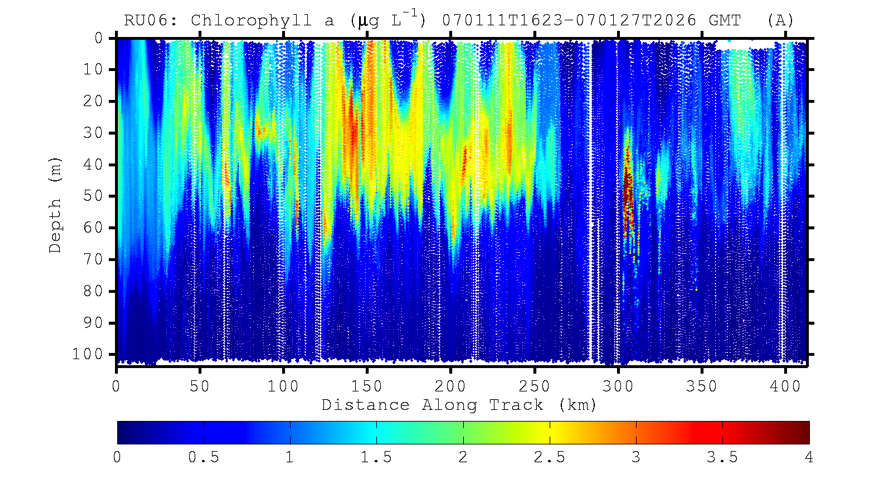 RU06: Chlorophyll a (μg L⁻¹) 070111T1623-070127T2026 GMT (A)
0
10
20
30
40
50
60
70
80
90
100
Depth (m)
0 50 100 150 200 250 300 350 400
Distance Along Track (km)
0 0.5 1 1.5 2 2.5 3 3.5 4